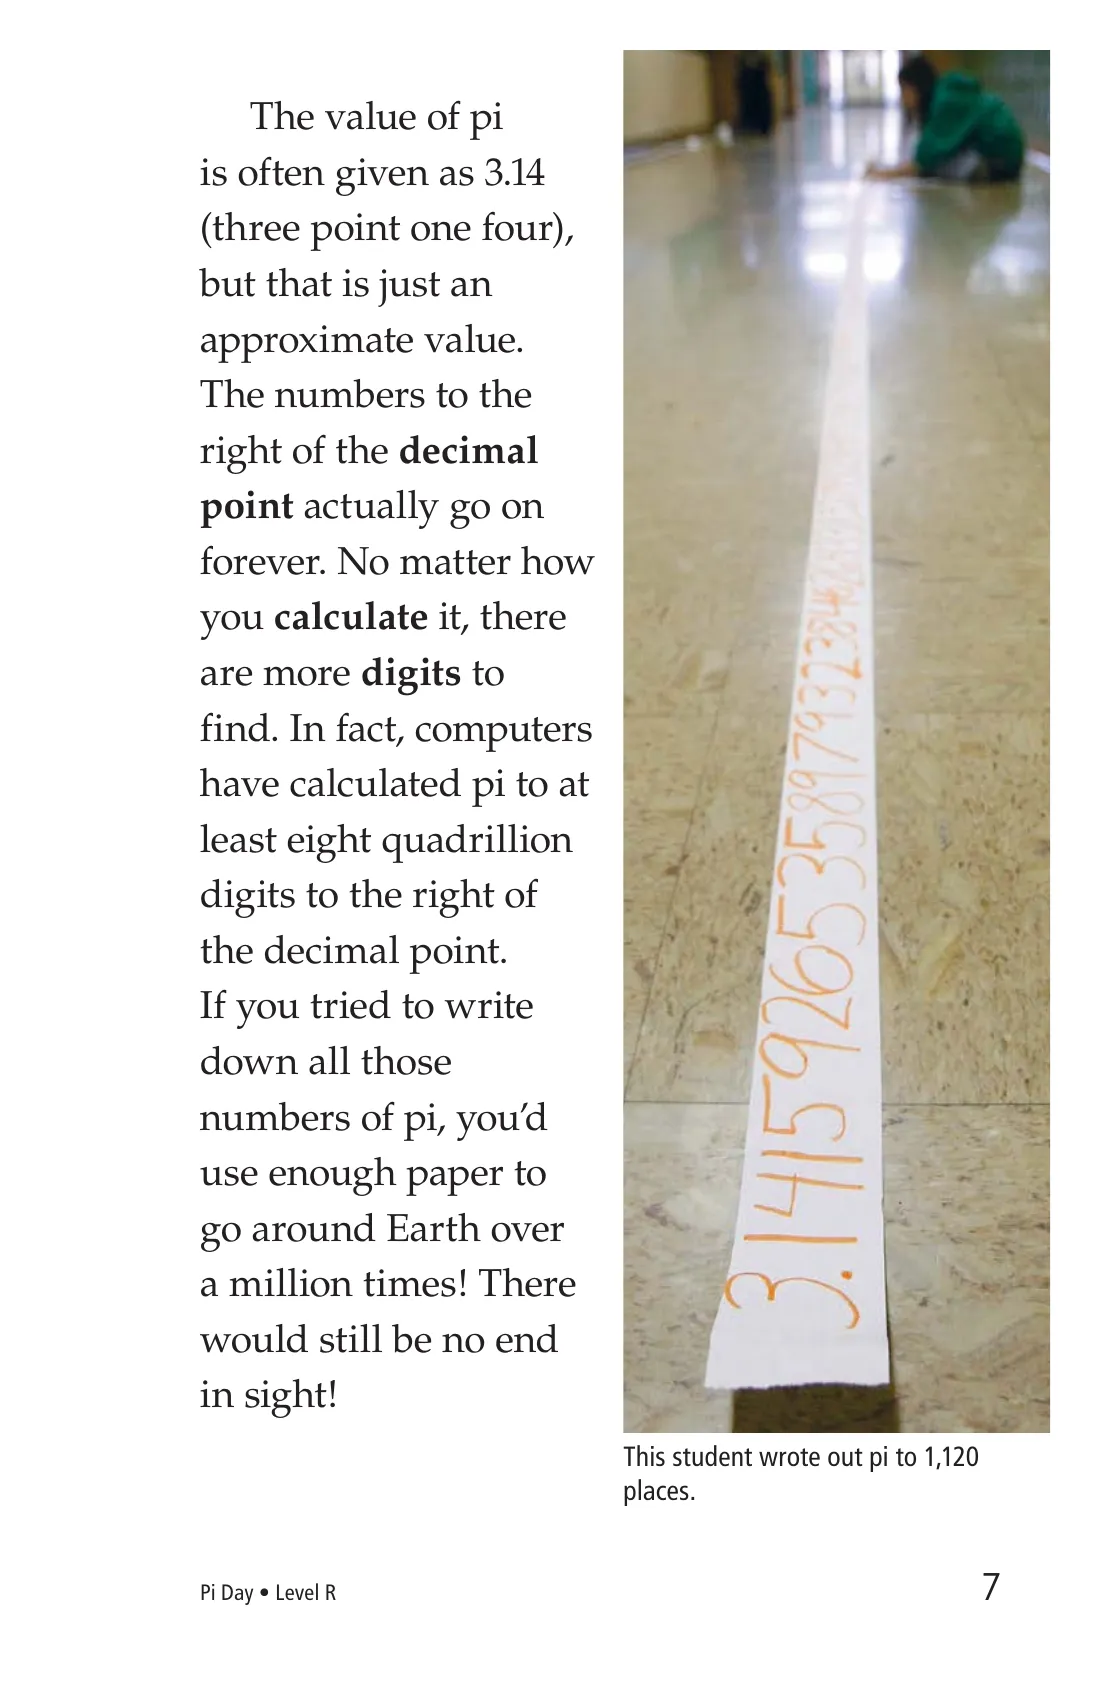 The value of pi
is often given as 3.14
(three point one four),
but that is just an
approximate value.
The numbers to the
right of the decimal
point actually go on
forever. No matter how
you calculate it, there
are more digits to
find. In fact, computers
have calculated pi to at
least eight quadrillion
digits to the right of
the decimal point.
If you tried to write
down all those
numbers of pi, you’d
use enough paper to
go around Earth over
a million times! There
would still be no end
in sight!
3.14159265358979323846
This student wrote out pi to 1,120
places.
Pi Day • Level R
7